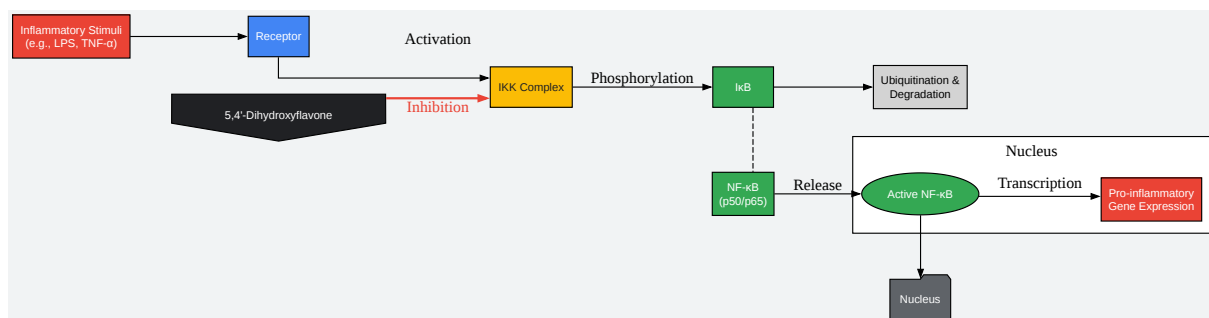 Inflammatory Stimuli
(e.g., LPS, TNF-α)
Receptor
Activation
5,4'-Dihydroxyflavone
Inhibition
IKK Complex
Phosphorylation
IκB
Ubiquitination &
Degradation
NF-κB
(p50/p65)
Release
Nucleus
Active NF-κB
Transcription
Pro-inflammatory
Gene Expression
Nucleus